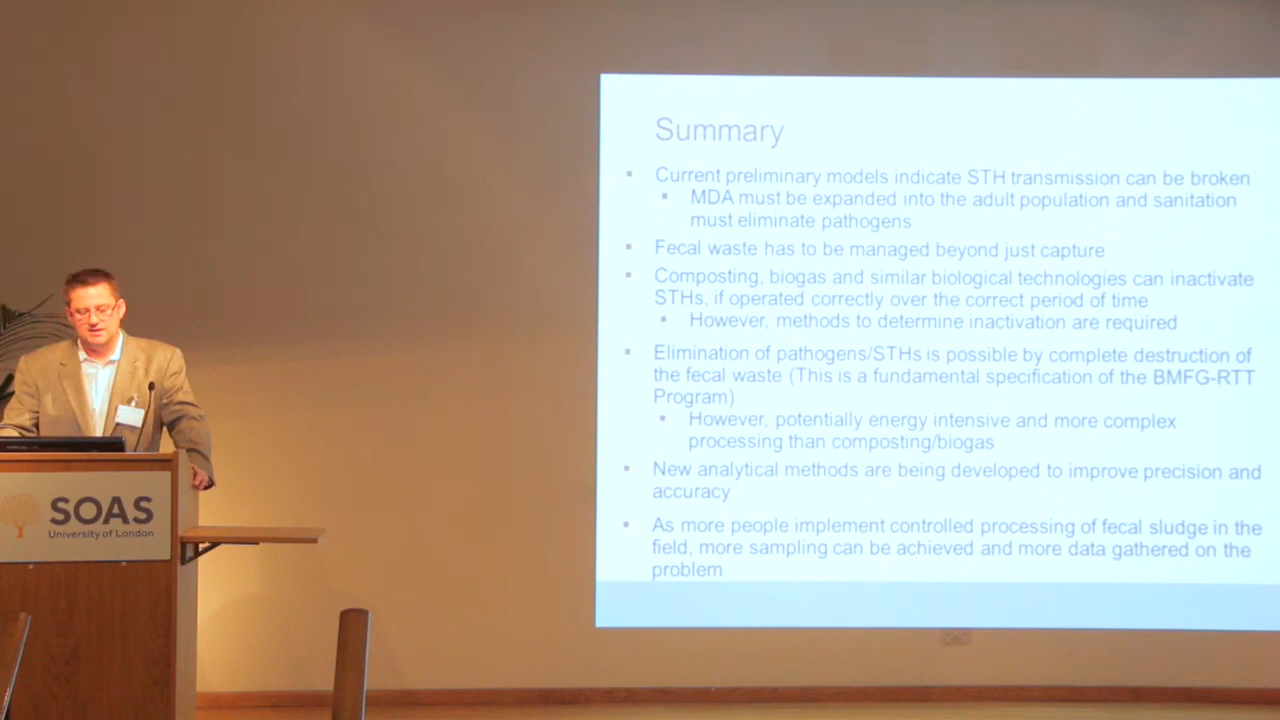 Summary
Current preliminary models indicate STH transmission can be broken
MDA must be expanded into the adult population and sanitation
must eliminate pathogens
Fecal waste has to be managed beyond just capture
Composting, biogas and similar biological technologies can inactivate
STHs, if operated correctly over the correct period of time
However, methods to determine inactivation are required
Elimination of pathogens/STHs is possible by complete destruction of
the fecal waste (This is a fundamental specification of the BMFG-RTT
Program)
However, potentially energy intensive and more complex
processing than composting/biogas
New analytical methods are being developed to improve precision and
accuracy
As more people implement controlled processing of fecal sludge in the
field, more sampling can be achieved and more data gathered on the
problem
SOAS
University of London